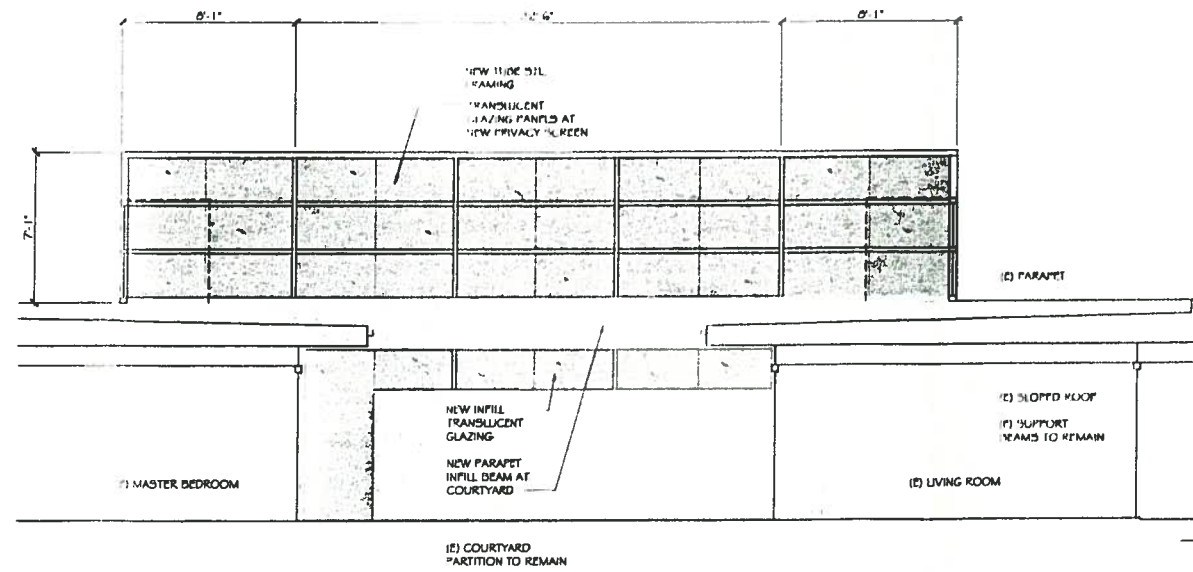 8'-1"
8'-1"
NEW TUBE STL.
FRAMING
TRANSLUCENT
GLAZING PANELS AT
NEW PRIVACY SCREEN
7'-1"
(E) PARAPET
NEW INFILL
TRANSLUCENT
GLAZING
NEW PARAPET
INFILL BEAM AT
COURTYARD
(E) SLOPED ROOF
(E) SUPPORT
BEAMS TO REMAIN
(E) MASTER BEDROOM
(E) LIVING ROOM
(E) COURTYARD
PARTITION TO REMAIN